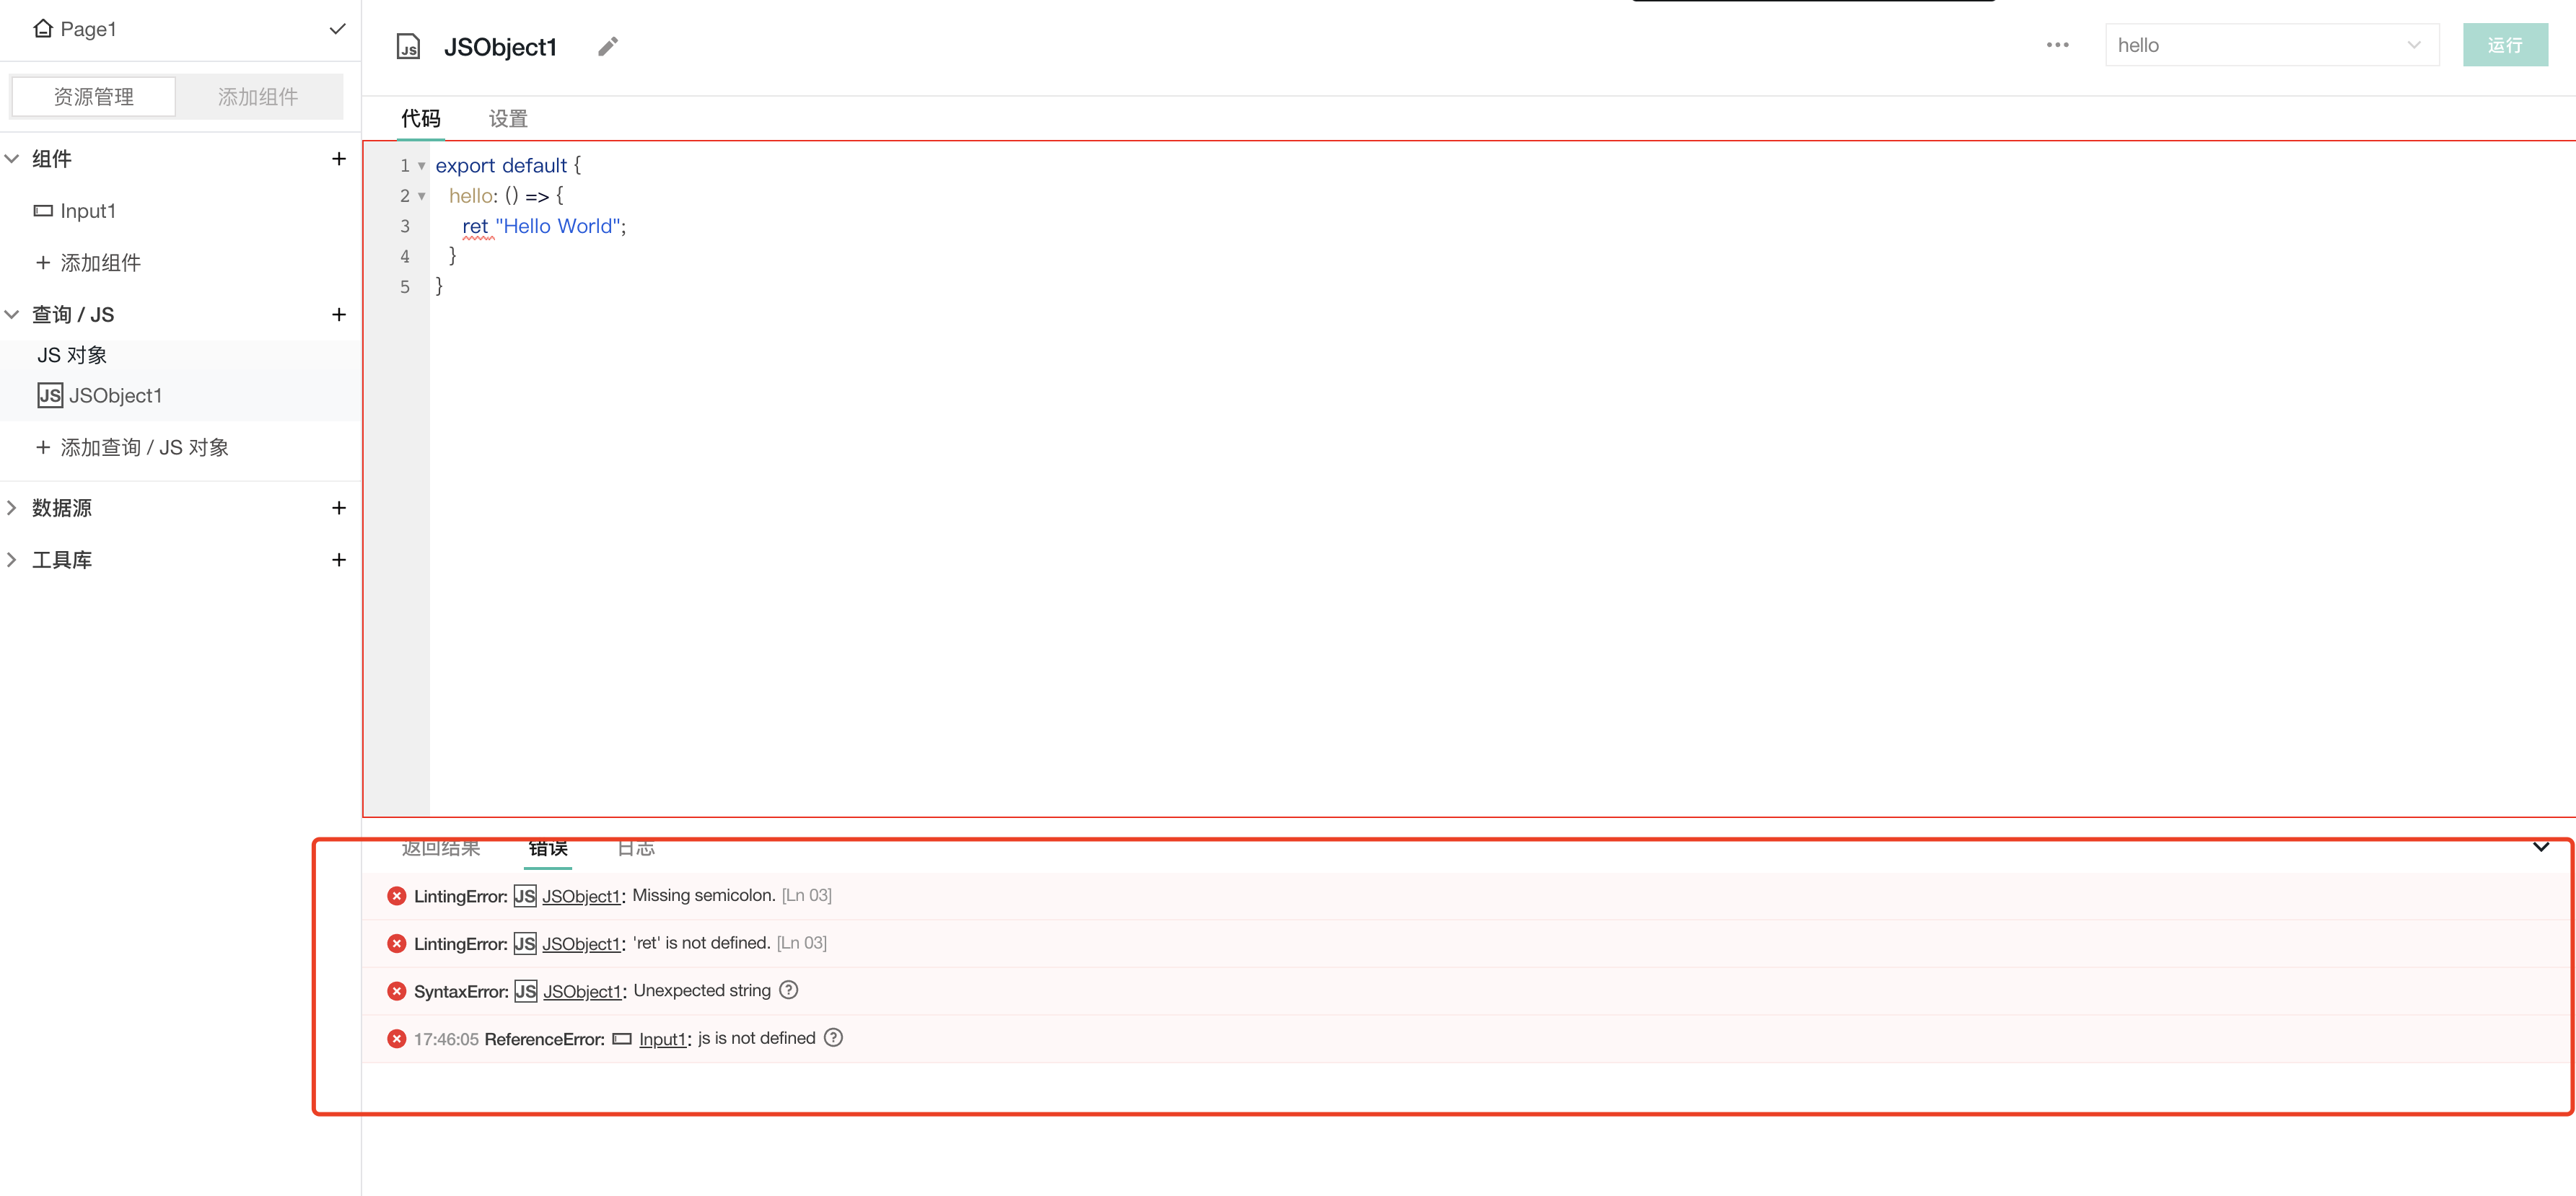 Page1
资源管理 添加组件
组件
Input1
添加组件
查询 / JS
JS 对象
JS JSObject1
添加查询 / JS 对象
数据源
工具库
JS JSObject1
hello
运行
代码 设置
1 export default {
2 hello: () => {
3 ret "Hello World";
4 }
5 }
返回结果 错误 日志
LintingError: JS JSObject1: Missing semicolon. [Ln 03]
LintingError: JS JSObject1: 'ret' is not defined. [Ln 03]
SyntaxError: JS JSObject1: Unexpected string
17:46:05 ReferenceError: Input1: js is not defined